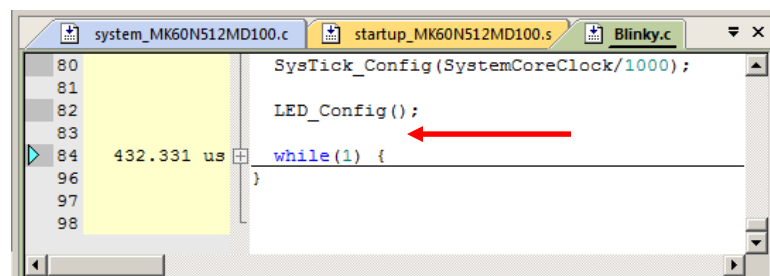 system_MK60N512MD100.c startup_MK60N512MD100.s Blinky.c
80 SysTick_Config(SystemCoreClock/1000);
81
82 LED_Config();
83
84 432.331 us while(1) {
96 }
97
98